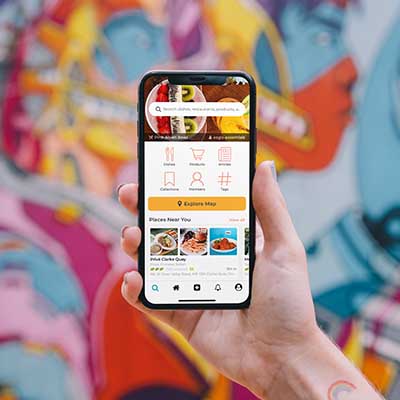 Search dishes, restaurants, products, a
Dishes
Products
Articles
Collections
Members
Tags
Explore Map
Places Near You
View all
Privé Clarke Quay